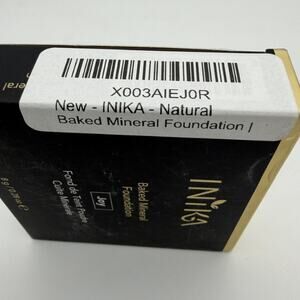 X003AIEJ0R
New - INIKA - Natural
Baked Mineral Foundation |
INIKA
Baked Mineral
Foundation
Joy
Fond de Teint Poudre
Cuite Minérale